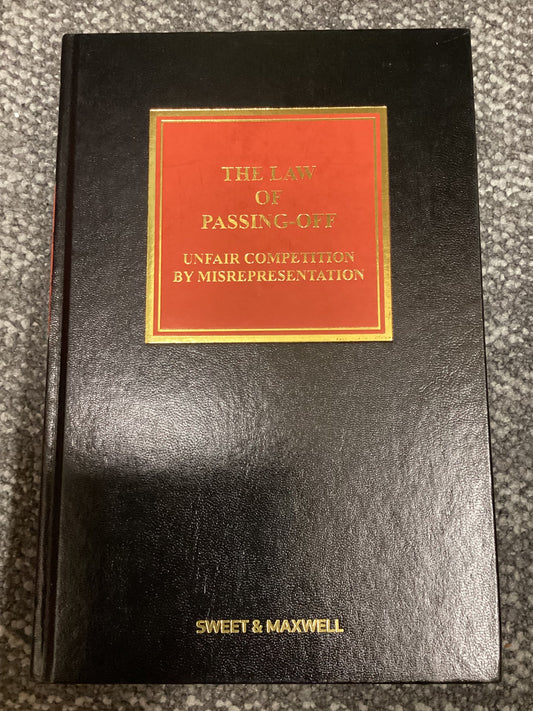 THE LAW
OF
PASSING-OFF
UNFAIR COMPETITION
BY MISREPRESENTATION
SWEET & MAXWELL